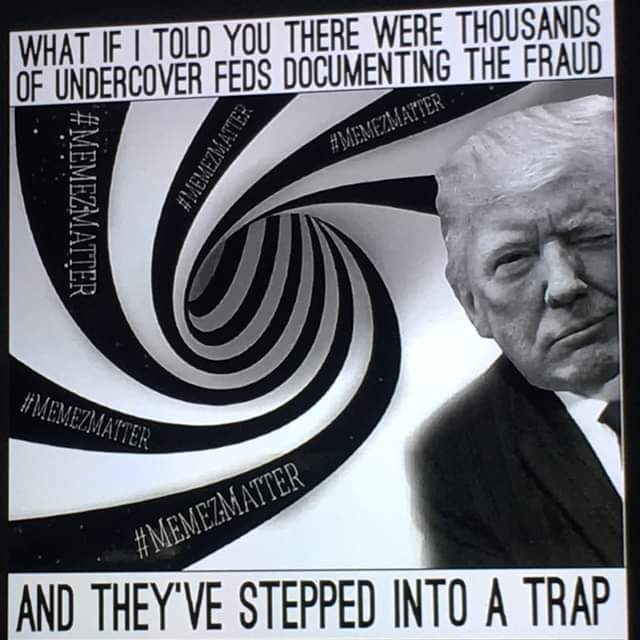 WHAT IF I TOLD YOU THERE WERE THOUSANDS
OF UNDERCOVER FEDS DOCUMENTING THE FRAUD
#MEMEZMATTER
#MEMEZMATTER
#MEMEZMATTER
#MEMEZMATTER
#MEMEZMATTER
AND THEY'VE STEPPED INTO A TRAP